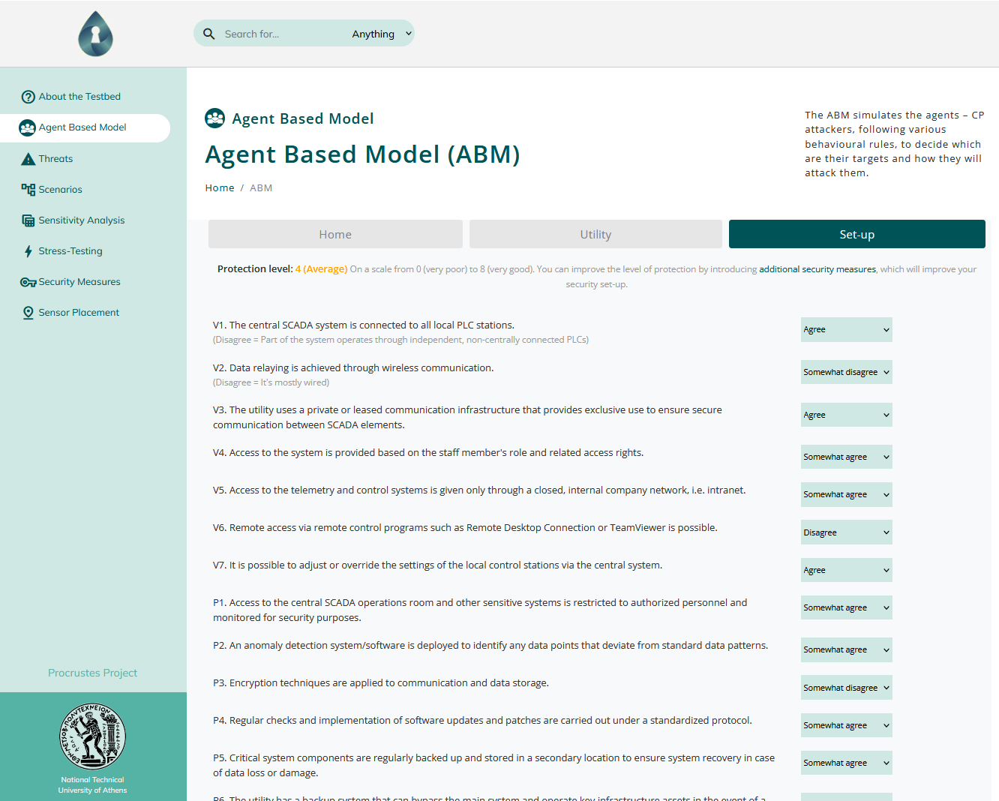 Search for...
Anything
About the Testbed
Agent Based Model
Threats
Scenarios
Sensitivity Analysis
Stress-Testing
Security Measures
Sensor Placement
Procrustes Project
National Technical
University of Athens
Agent Based Model
Agent Based Model (ABM)
Home / ABM
The ABM simulates the agents – CP
attackers, following various
behavioural rules, to decide which
are their targets and how they will
attack them.
Home
Utility
Set-up
Protection level: 4 (Average) On a scale from 0 (very poor) to 8 (very good). You can improve the level of protection by introducing additional security measures, which will improve your
security set-up.
V1. The central SCADA system is connected to all local PLC stations.
(Disagree = Part of the system operates through independent, non-centrally connected PLCs)
Agree
V2. Data relaying is achieved through wireless communication.
(Disagree = It's mostly wired)
Somewhat disagree
V3. The utility uses a private or leased communication infrastructure that provides exclusive use to ensure secure
communication between SCADA elements.
Agree
V4. Access to the system is provided based on the staff member's role and related access rights.
Somewhat agree
V5. Access to the telemetry and control systems is given only through a closed, internal company network, i.e. intranet.
Somewhat agree
V6. Remote access via remote control programs such as Remote Desktop Connection or TeamViewer is possible.
Disagree
V7. It is possible to adjust or override the settings of the local control stations via the central system.
Agree
P1. Access to the central SCADA operations room and other sensitive systems is restricted to authorized personnel and
monitored for security purposes.
Somewhat agree
P2. An anomaly detection system/software is deployed to identify any data points that deviate from standard data patterns.
Somewhat agree
P3. Encryption techniques are applied to communication and data storage.
Somewhat disagree
P4. Regular checks and implementation of software updates and patches are carried out under a standardized protocol.
Somewhat agree
P5. Critical system components are regularly backed up and stored in a secondary location to ensure system recovery in case
of data loss or damage.
Somewhat agree
P6. The utility has a backup system that can bypass the main system and operate key infrastructure assets in the event of a